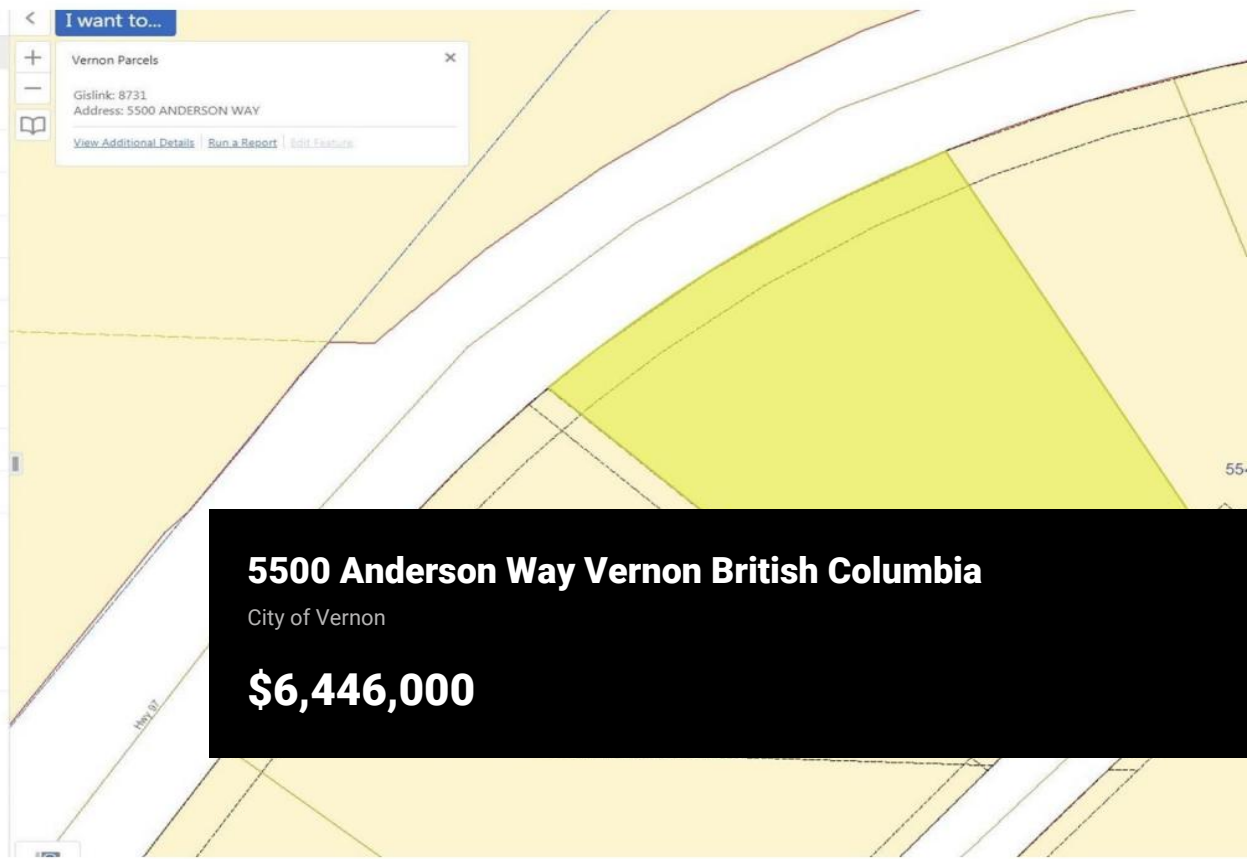 I want to...
Vernon Parcels
Gislink: 8731
Address: 5500 ANDERSON WAY
View Additional Details | Run a Report | Edit Feature
554
5500 Anderson Way Vernon British Columbia
City of Vernon
$6,446,000
Hwy 97